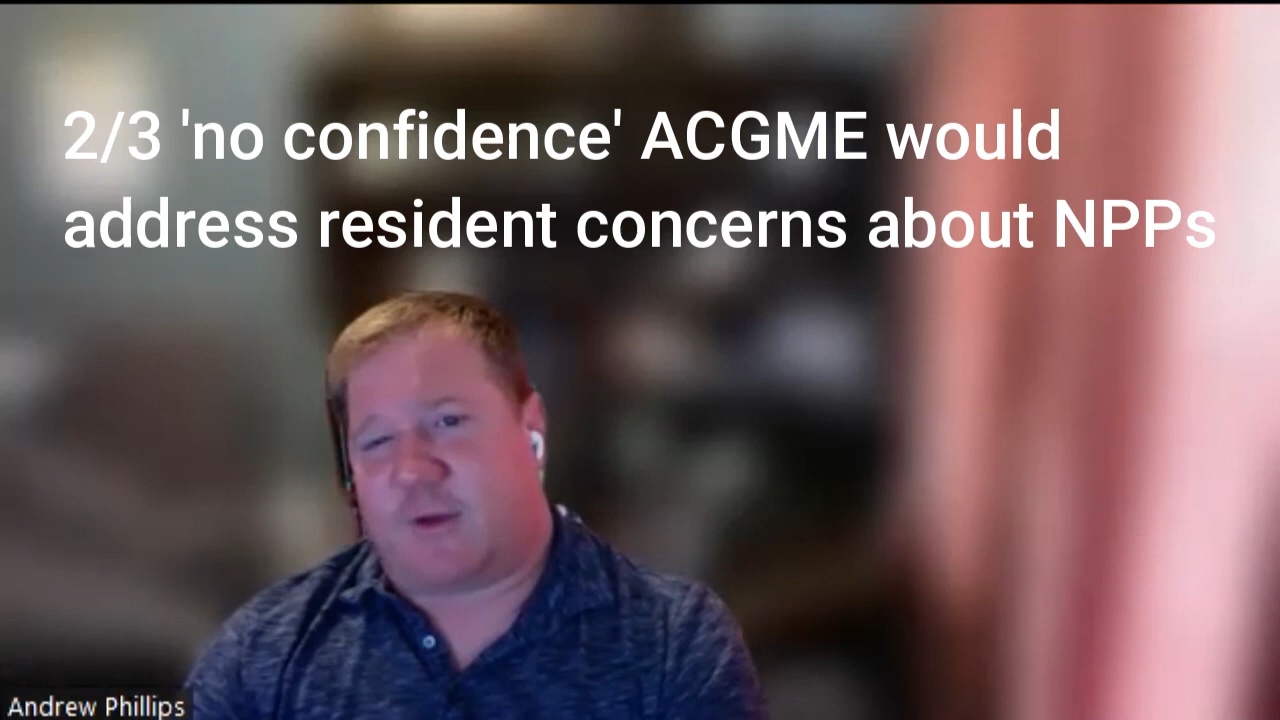 2/3 'no confidence' ACGME would
address resident concerns about NPPs
Andrew Phillips